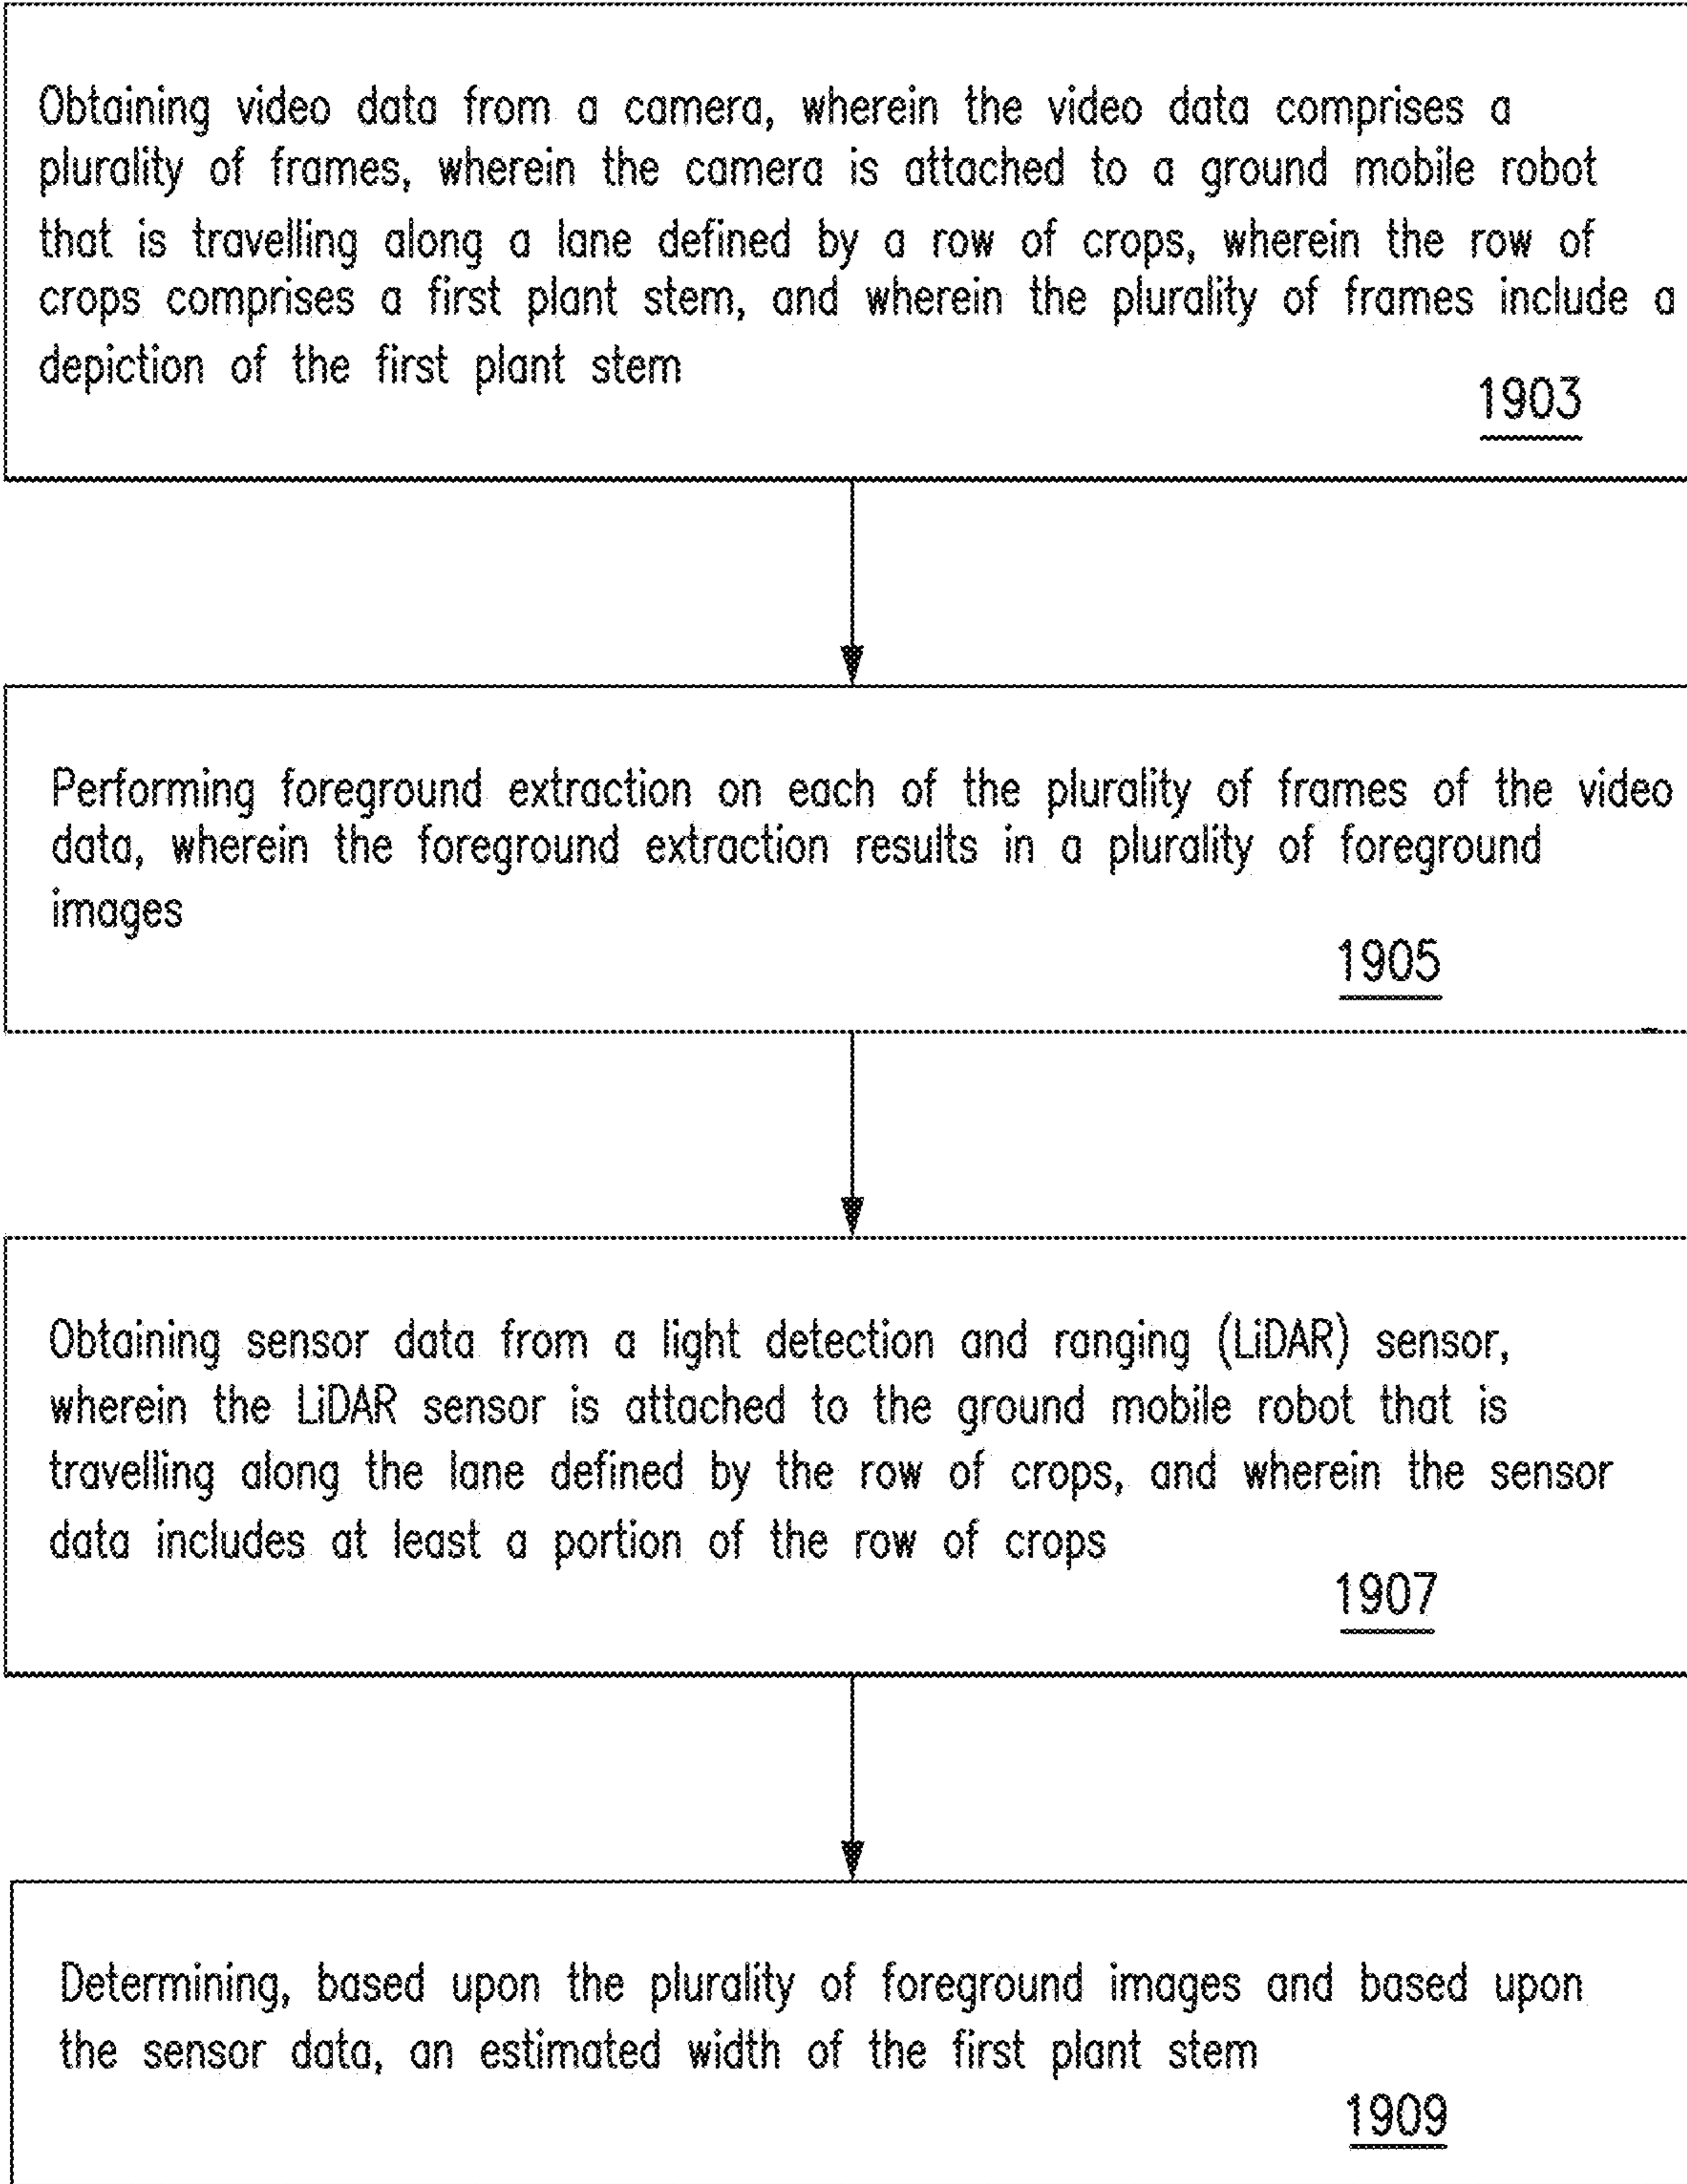 Obtaining video data from a camera, wherein the video data comprises a
plurality of frames, wherein the camera is attached to a ground mobile robot
that is travelling along a lane defined by a row of crops, wherein the row of
crops comprises a first plant stem, and wherein the plurality of frames include a
depiction of the first plant stem
1903
Performing foreground extraction on each of the plurality of frames of the video
data, wherein the foreground extraction results in a plurality of foreground
images
1905
Obtaining sensor data from a light detection and ranging (LiDAR) sensor,
wherein the LiDAR sensor is attached to the ground mobile robot that is
travelling along the lane defined by the row of crops, and wherein the sensor
data includes at least a portion of the row of crops
1907
Determining, based upon the plurality of foreground images and based upon
the sensor data, an estimated width of the first plant stem
1909